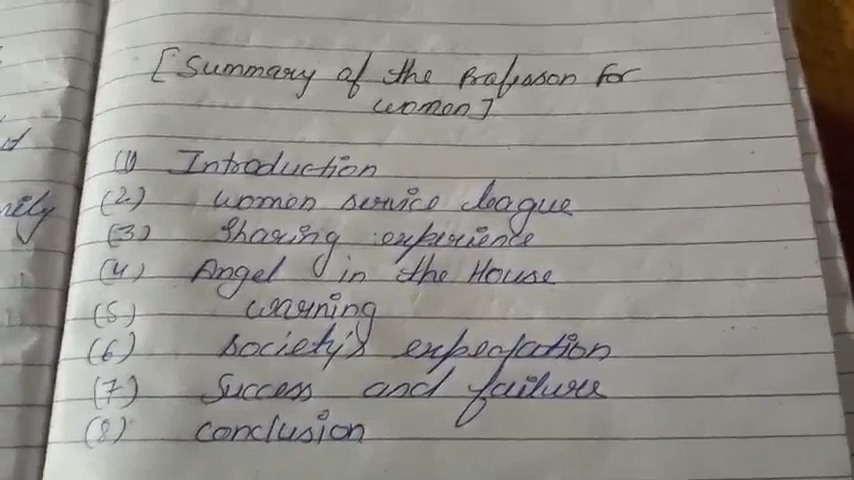 [Summary of the Profession for
women]
(1) Introduction
(2) women service league
(3) Sharing experience
(4) Angel in the House
(5) warning
(6) society's expectation
(7) Success and failure
(8) conclusion